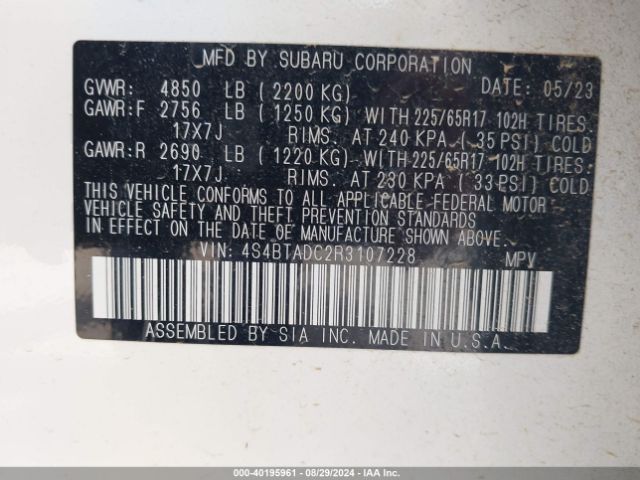 MFD BY SUBARU CORPORATION
GVWR: 4850 LB (2200 KG) DATE: 05/23
GAWR:F 2756 LB (1250 KG) WITH 225/65R17 102H TIRES.
17X7J RIMS. AT 240 KPA (35 PSI) COLD
GAWR:R 2690 LB (1220 KG) WITH 225/65R17 102H TIRES.
17X7J RIMS. AT 230 KPA (33 PSI) COLD
THIS VEHICLE CONFORMS TO ALL APPLICABLE FEDERAL MOTOR
VEHICLE SAFETY AND THEFT PREVENTION STANDARDS
IN EFFECT ON THE DATE OF MANUFACTURE SHOWN ABOVE.
VIN: 4S4BTADC2R3107228 MPV
ASSEMBLED BY SIA INC. MADE IN U.S.A.
000-40195961 - 08/29/2024 - IAAI.COM